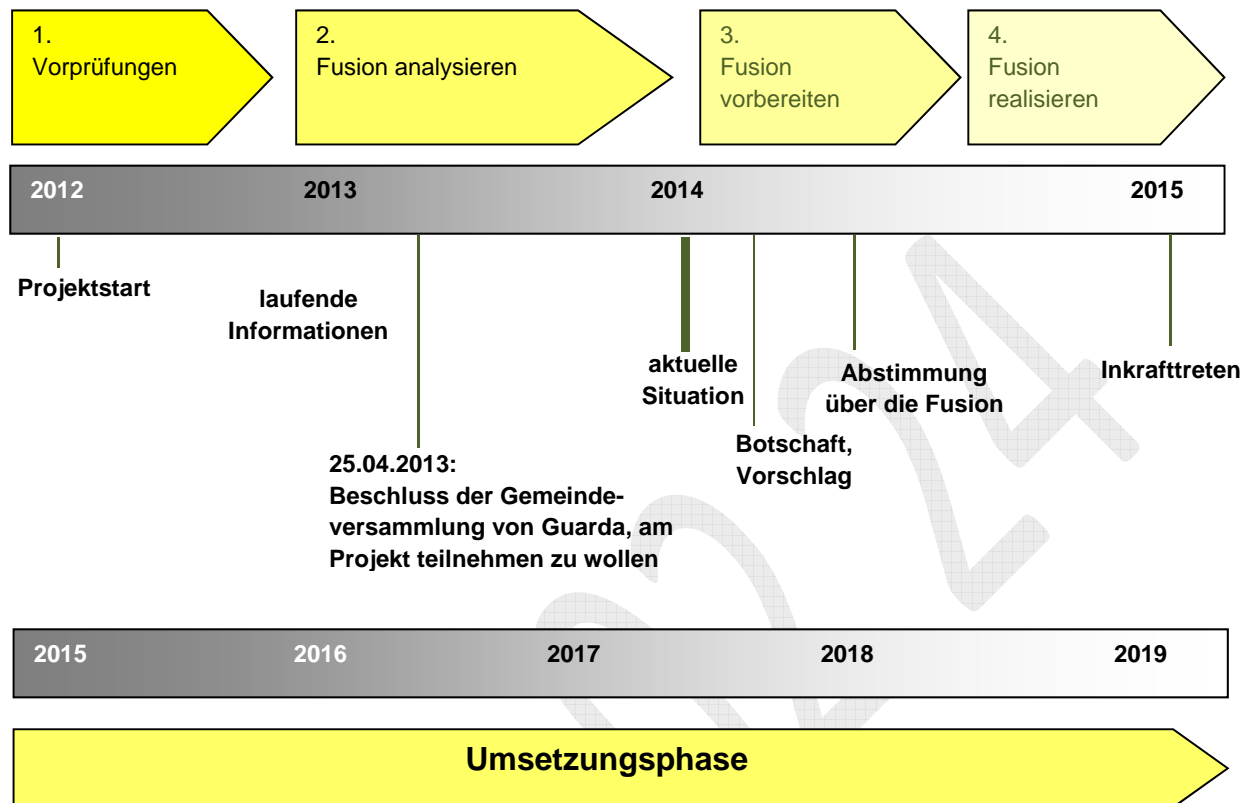 1.
Vorprüfungen
2.
Fusion analysieren
3.
Fusion
vorbereiten
4.
Fusion
realisieren
2012 2013 2014 2015
Projektstart
laufende
Informationen
aktuelle
Situation
Abstimmung
über die Fusion
Inkrafttreten
Botschaft,
Vorschlag
25.04.2013:
Beschluss der Gemeinde-
versammlung von Guarda, am
Projekt teilnehmen zu wollen
2015 2016 2017 2018 2019
Umsetzungsphase